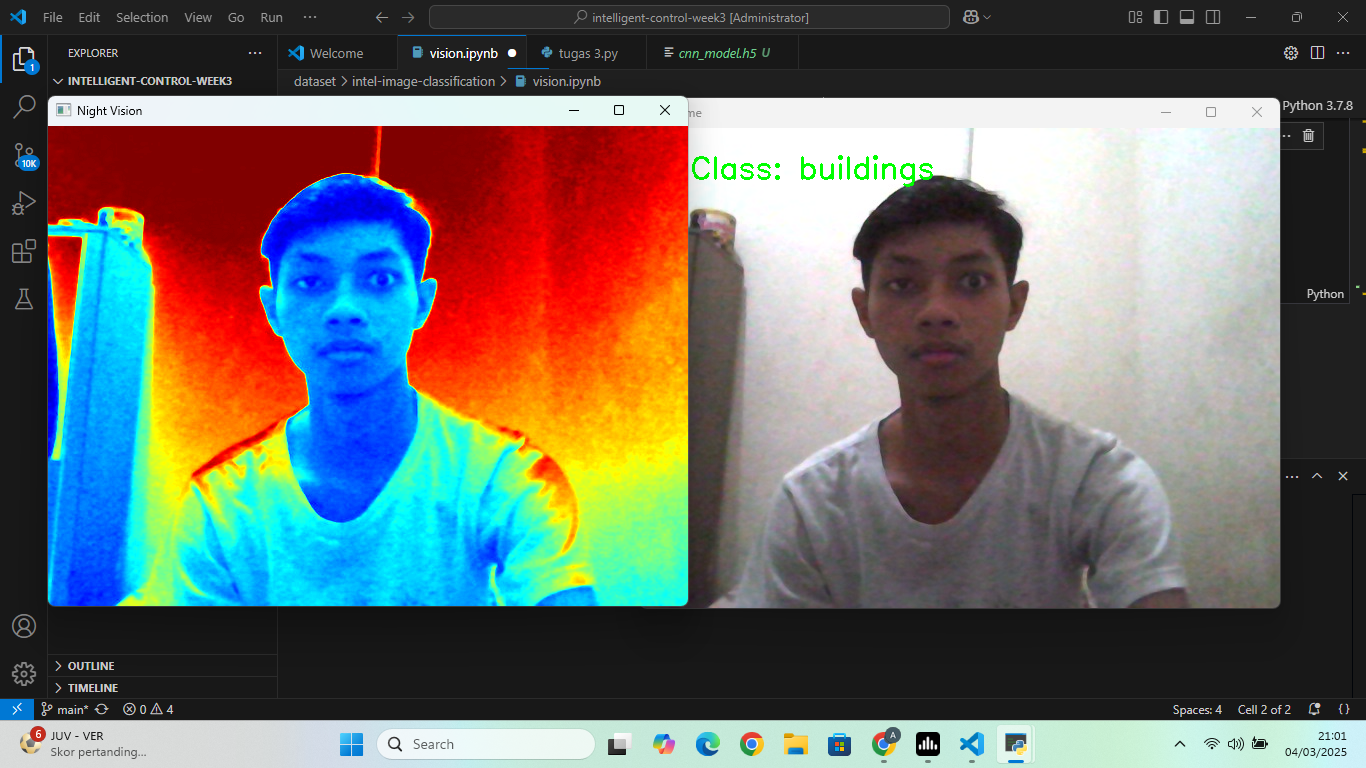 File Edit Selection View Go Run ··· intelligent-control-week3 [Administrator]
EXPLORER ···
Welcome vision.ipynb tugas 3.py cnn_model.h5 U ···
INTELLIGENT-CONTROL-WEEK3
dataset > intel-image-classification > vision.ipynb
1
Night Vision
me
Python 3.7.8
10K
Class: buildings
Python
OUTLINE
TIMELINE
main* 0 4
Spaces: 4 Cell 2 of 2 {}
6
JUV - VER
Skor pertanding...
Search
A
21:01
04/03/2025